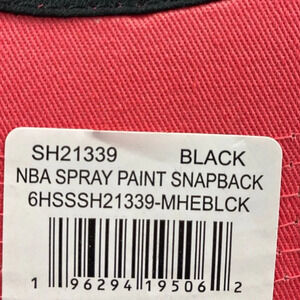 SH21339 BLACK
NBA SPRAY PAINT SNAPBACK
6HSSSH21339-MHEBLCK
1 96294 19506 2